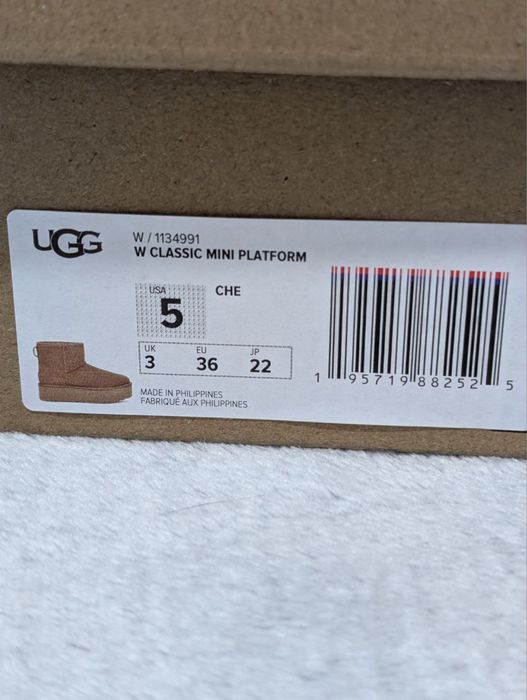 UGG
W / 1134991
W CLASSIC MINI PLATFORM
USA
5
CHE
UK EU JP
3 36 22
MADE IN PHILIPPINES
FABRIQUÉ AUX PHILIPPINES
1 95719 88252 5